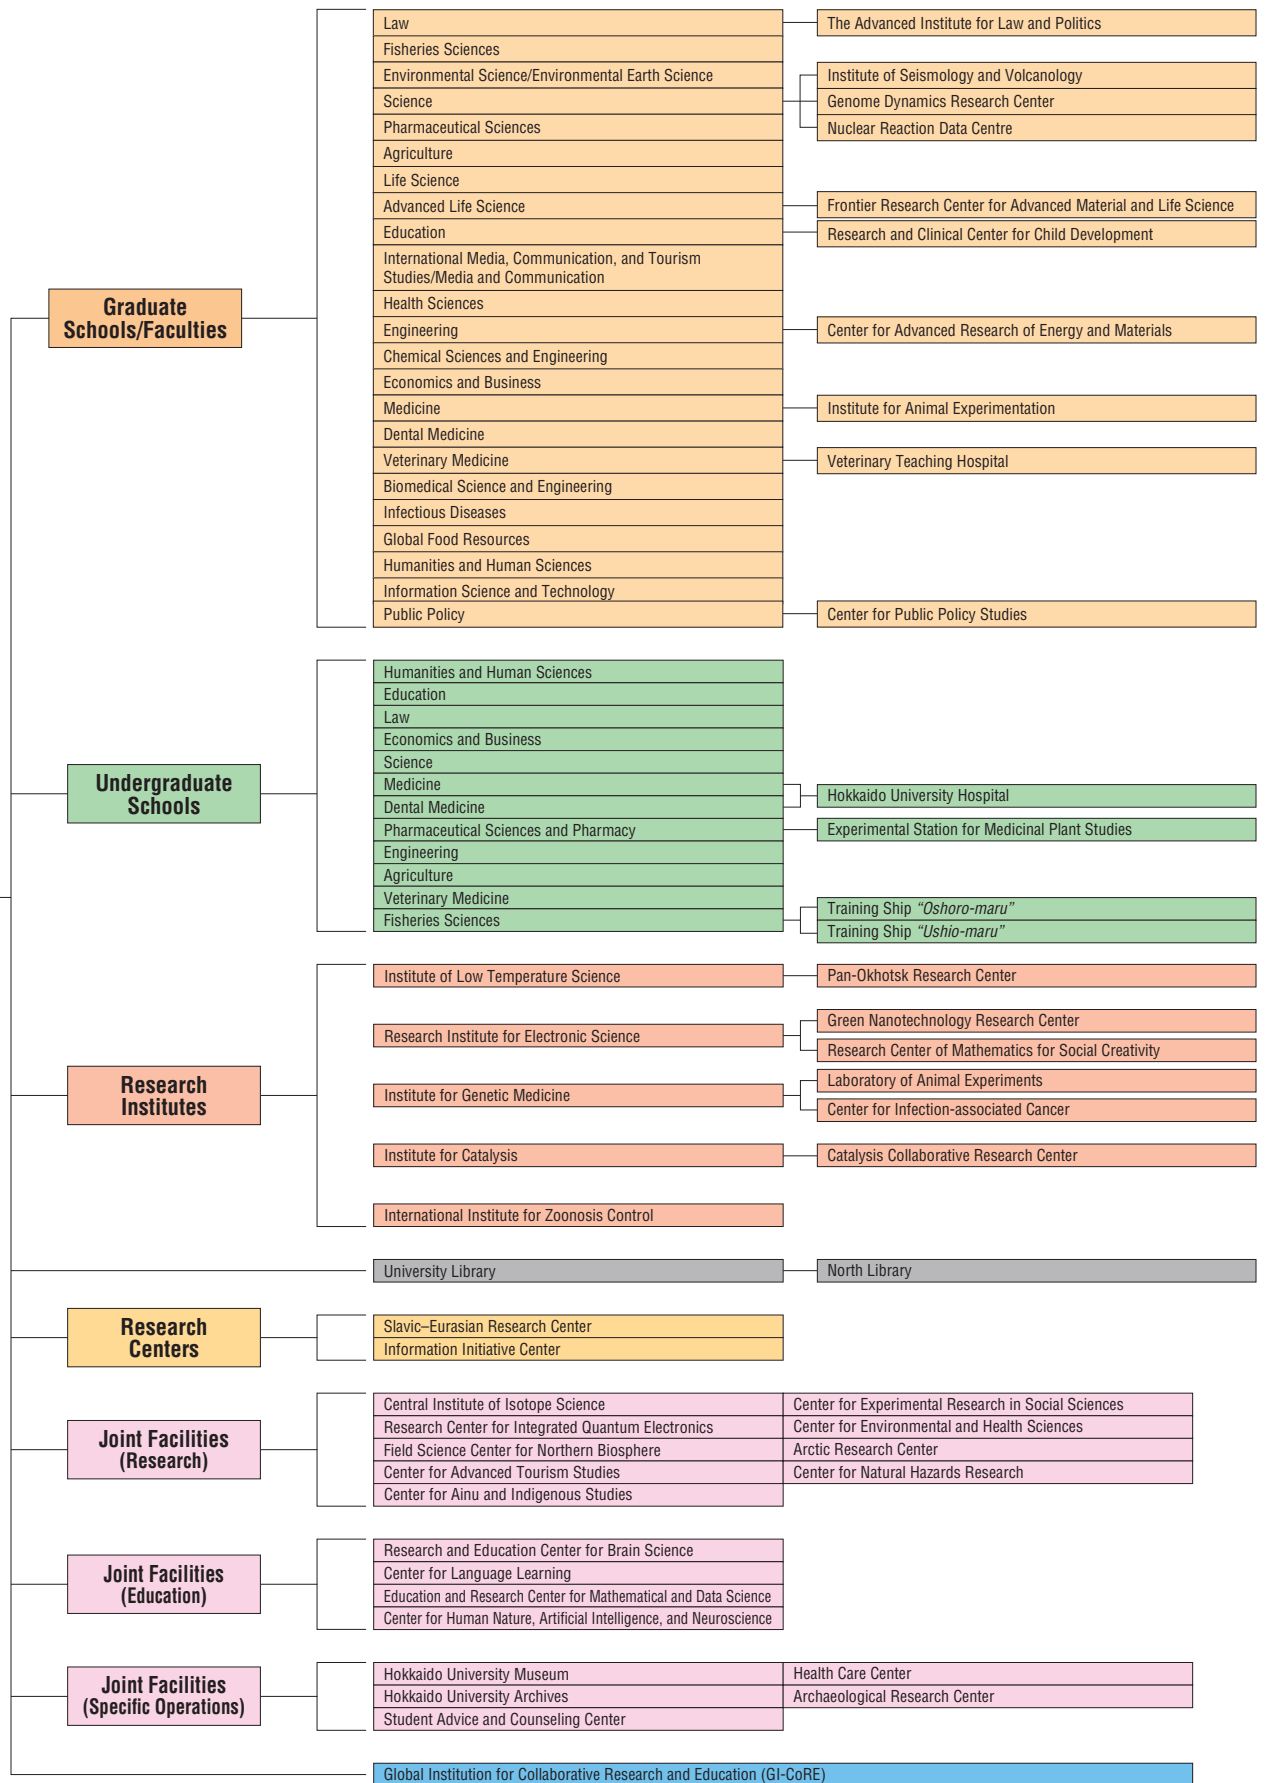 Graduate
Schools/Faculties
Law
The Advanced Institute for Law and Politics
Fisheries Sciences
Environmental Science/Environmental Earth Science
Institute of Seismology and Volcanology
Science
Genome Dynamics Research Center
Pharmaceutical Sciences
Nuclear Reaction Data Centre
Agriculture
Life Science
Advanced Life Science
Frontier Research Center for Advanced Material and Life Science
Education
Research and Clinical Center for Child Development
International Media, Communication, and Tourism
Studies/Media and Communication
Health Sciences
Engineering
Center for Advanced Research of Energy and Materials
Chemical Sciences and Engineering
Economics and Business
Medicine
Institute for Animal Experimentation
Dental Medicine
Veterinary Medicine
Veterinary Teaching Hospital
Biomedical Science and Engineering
Infectious Diseases
Global Food Resources
Humanities and Human Sciences
Information Science and Technology
Public Policy
Center for Public Policy Studies
Undergraduate
Schools
Humanities and Human Sciences
Education
Law
Economics and Business
Science
Medicine
Hokkaido University Hospital
Dental Medicine
Pharmaceutical Sciences and Pharmacy
Experimental Station for Medicinal Plant Studies
Engineering
Agriculture
Veterinary Medicine
Fisheries Sciences
Training Ship “Oshoro-maru”
Training Ship “Ushio-maru”
Research
Institutes
Institute of Low Temperature Science
Pan-Okhotsk Research Center
Research Institute for Electronic Science
Green Nanotechnology Research Center
Research Center of Mathematics for Social Creativity
Institute for Genetic Medicine
Laboratory of Animal Experiments
Center for Infection-associated Cancer
Institute for Catalysis
Catalysis Collaborative Research Center
International Institute for Zoonosis Control
University Library
North Library
Research
Centers
Slavic–Eurasian Research Center
Information Initiative Center
Joint Facilities
(Research)
Central Institute of Isotope Science
Center for Experimental Research in Social Sciences
Research Center for Integrated Quantum Electronics
Center for Environmental and Health Sciences
Field Science Center for Northern Biosphere
Arctic Research Center
Center for Advanced Tourism Studies
Center for Natural Hazards Research
Center for Ainu and Indigenous Studies
Joint Facilities
(Education)
Research and Education Center for Brain Science
Center for Language Learning
Education and Research Center for Mathematical and Data Science
Center for Human Nature, Artificial Intelligence, and Neuroscience
Joint Facilities
(Specific Operations)
Hokkaido University Museum
Health Care Center
Hokkaido University Archives
Archaeological Research Center
Student Advice and Counseling Center
Global Institution for Collaborative Research and Education (GI-CoRE)